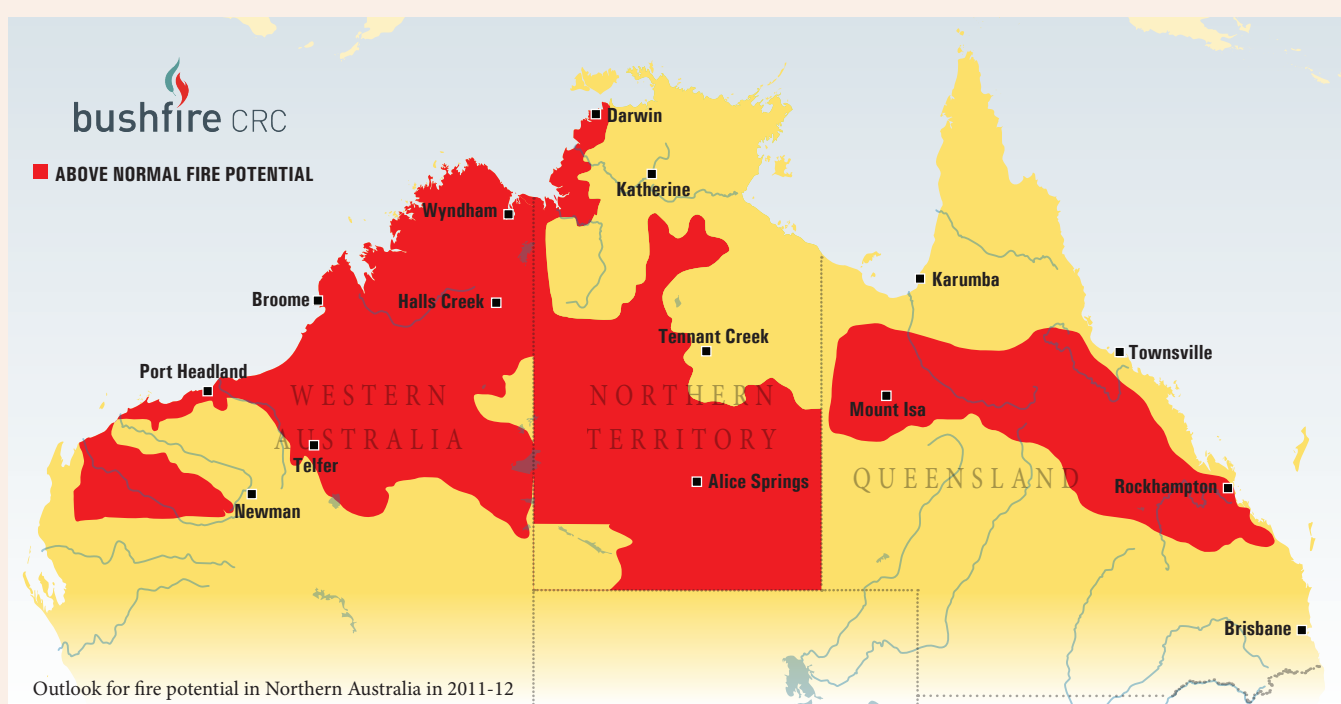 bushfire CRC
ABOVE NORMAL FIRE POTENTIAL
Darwin
Katherine
Wyndham
Broome
Halls Creek
Karumba
Tennant Creek
Townsville
Port Headland
WESTERN
AUSTRALIA
NORTHERN
TERRITORY
Mount Isa
Telfer
Alice Springs
QUEENSLAND
Rockhampton
Newman
Brisbane
Outlook for fire potential in Northern Australia in 2011-12